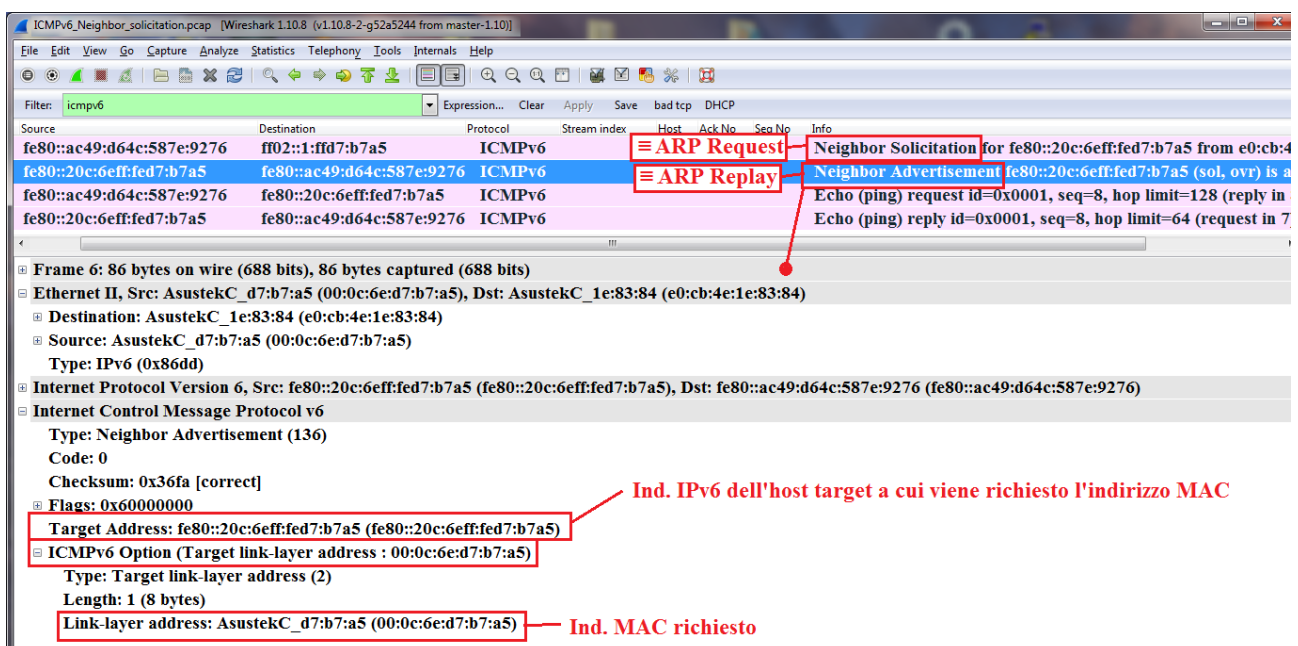 ICMPv6_Neighbor_solicitation.pcap [Wireshark 1.10.8 (v1.10.8-2-g52a5244 from master-1.10)]
File Edit View Go Capture Analyze Statistics Telephony Tools Internals Help
Filter: icmpv6 Expression... Clear Apply Save bad tcp DHCP
Source Destination Protocol Stream index Host Ack No Seq No Info
fe80::ac49:d64c:587e:9276 ff02::1:ffd7:b7a5 ICMPv6 ≡ ARP Request Neighbor Solicitation for fe80::20c:6eff:fed7:b7a5 from e0:cb:4
fe80::20c:6eff:fed7:b7a5 fe80::ac49:d64c:587e:9276 ICMPv6 ≡ ARP Replay Neighbor Advertisement fe80::20c:6eff:fed7:b7a5 (sol, ovr) is a
fe80::ac49:d64c:587e:9276 fe80::20c:6eff:fed7:b7a5 ICMPv6 Echo (ping) request id=0x0001, seq=8, hop limit=128 (reply in
fe80::20c:6eff:fed7:b7a5 fe80::ac49:d64c:587e:9276 ICMPv6 Echo (ping) reply id=0x0001, seq=8, hop limit=64 (request in 7
Frame 6: 86 bytes on wire (688 bits), 86 bytes captured (688 bits)
Ethernet II, Src: AsustekC_d7:b7:a5 (00:0c:6e:d7:b7:a5), Dst: AsustekC_1e:83:84 (e0:cb:4e:1e:83:84)
Destination: AsustekC_1e:83:84 (e0:cb:4e:1e:83:84)
Source: AsustekC_d7:b7:a5 (00:0c:6e:d7:b7:a5)
Type: IPv6 (0x86dd)
Internet Protocol Version 6, Src: fe80::20c:6eff:fed7:b7a5 (fe80::20c:6eff:fed7:b7a5), Dst: fe80::ac49:d64c:587e:9276 (fe80::ac49:d64c:587e:9276)
Internet Control Message Protocol v6
Type: Neighbor Advertisement (136)
Code: 0
Checksum: 0x36fa [correct]
Flags: 0x60000000
Ind. IPv6 dell'host target a cui viene richiesto l'indirizzo MAC
Target Address: fe80::20c:6eff:fed7:b7a5 (fe80::20c:6eff:fed7:b7a5)
ICMPv6 Option (Target link-layer address : 00:0c:6e:d7:b7:a5)
Type: Target link-layer address (2)
Length: 1 (8 bytes)
Link-layer address: AsustekC_d7:b7:a5 (00:0c:6e:d7:b7:a5) Ind. MAC richiesto